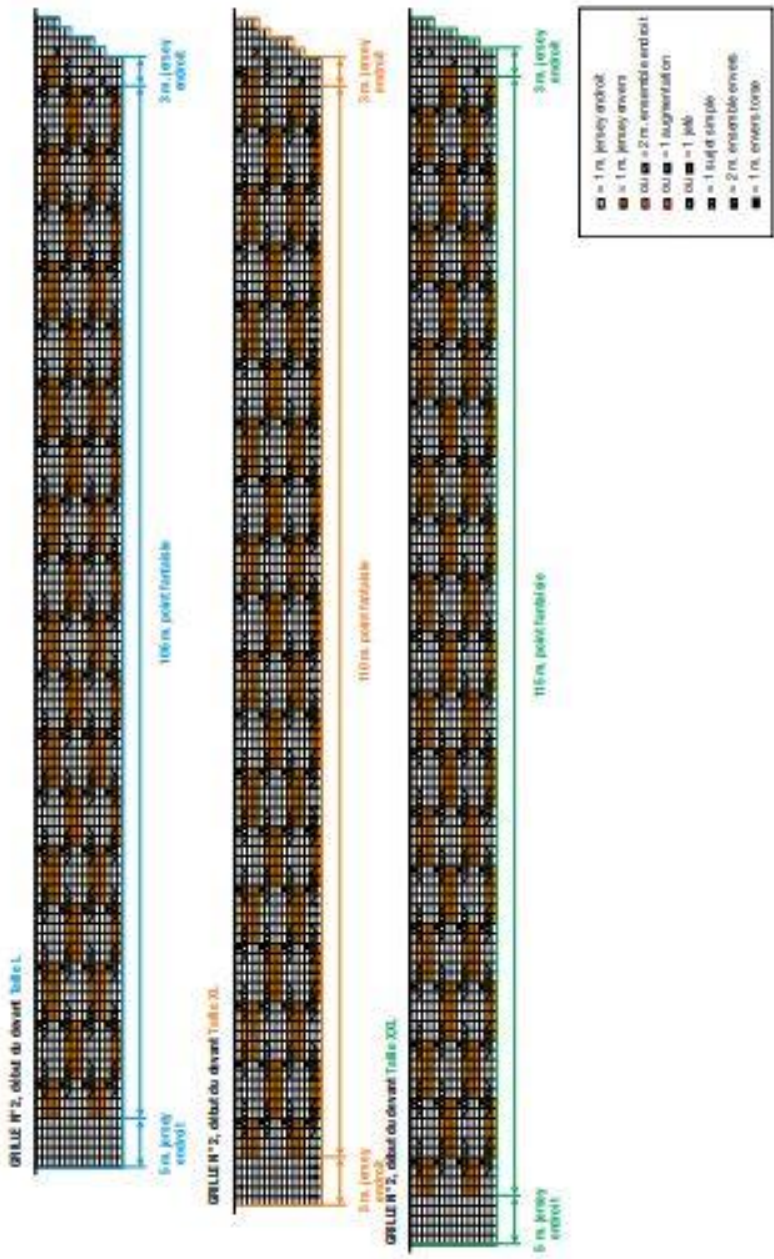 GRILLE N° 2, début du devant Taille L
5 m. jersey
endroit
106 m. point fantaisie
3 m. jersey
endroit
GRILLE N° 2, début du devant Taille XL
5 m. jersey
endroit
110 m. point fantaisie
3 m. jersey
endroit
GRILLE N° 2, début du devant Taille XXL
5 m. jersey
endroit
116 m. point fantaisie
3 m. jersey
endroit
= 1 m. jersey endroit
= 1 m. jersey envers
ou = 2 m. ensemble endroit
ou = 1 augmentation
ou = 1 jeté
= 1 surjet simple
= 2 m. ensemble envers
= 1 m. envers torse